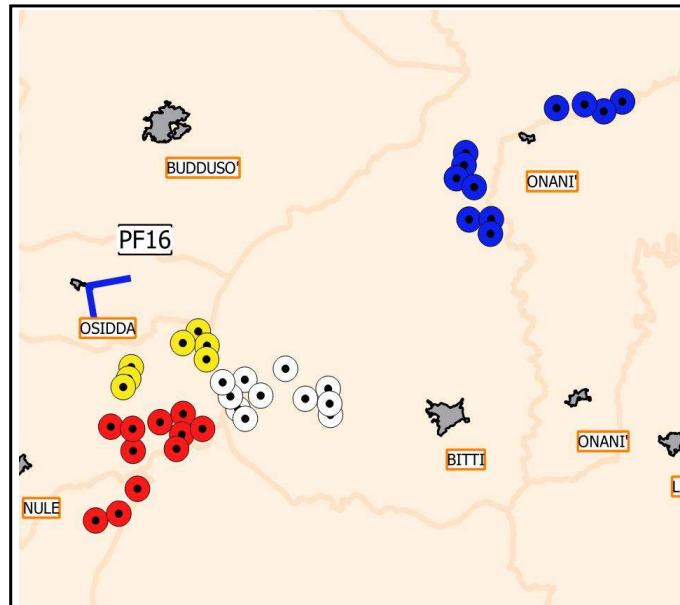 BUDDUSO'
ONANI'
PF16
OSIDDA
BITTI
ONANI'
L
NULE